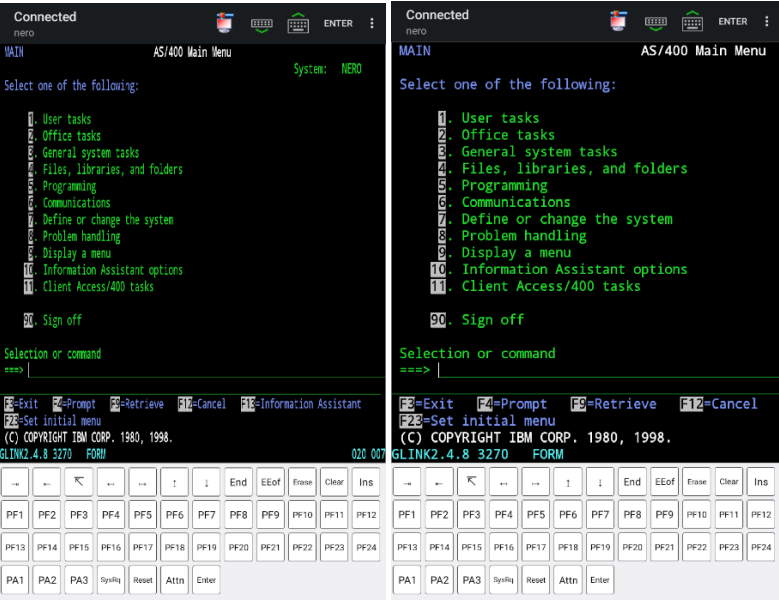 Connected
nero
ENTER
MAIN AS/400 Main Menu
System: NERO
Select one of the following:
1. User tasks
2. Office tasks
3. General system tasks
4. Files, libraries, and folders
5. Programming
6. Communications
7. Define or change the system
8. Problem handling
9. Display a menu
10. Information Assistant options
11. Client Access/400 tasks
90. Sign off
Selection or command
===>
F3=Exit F4=Prompt F9=Retrieve F12=Cancel F13=Information Assistant
F23=Set initial menu
(C) COPYRIGHT IBM CORP. 1980, 1998.
GLINK2.4.8 3270 FORM 020 007
End EEof Erase Clear Ins
PF1 PF2 PF3 PF4 PF5 PF6 PF7 PF8 PF9 PF10 PF11 PF12
PF13 PF14 PF15 PF16 PF17 PF18 PF19 PF20 PF21 PF22 PF23 PF24
PA1 PA2 PA3 SysRq Reset Attn Enter
Connected
nero
ENTER
MAIN AS/400 Main Menu
Select one of the following:
1. User tasks
2. Office tasks
3. General system tasks
4. Files, libraries, and folders
5. Programming
6. Communications
7. Define or change the system
8. Problem handling
9. Display a menu
10. Information Assistant options
11. Client Access/400 tasks
90. Sign off
Selection or command
===>
F3=Exit F4=Prompt F9=Retrieve F12=Cancel
F23=Set initial menu
(C) COPYRIGHT IBM CORP. 1980, 1998.
GLINK2.4.8 3270 FORM
End EEof Erase Clear Ins
PF1 PF2 PF3 PF4 PF5 PF6 PF7 PF8 PF9 PF10 PF11 PF12
PF13 PF14 PF15 PF16 PF17 PF18 PF19 PF20 PF21 PF22 PF23 PF24
PA1 PA2 PA3 SysRq Reset Attn Enter